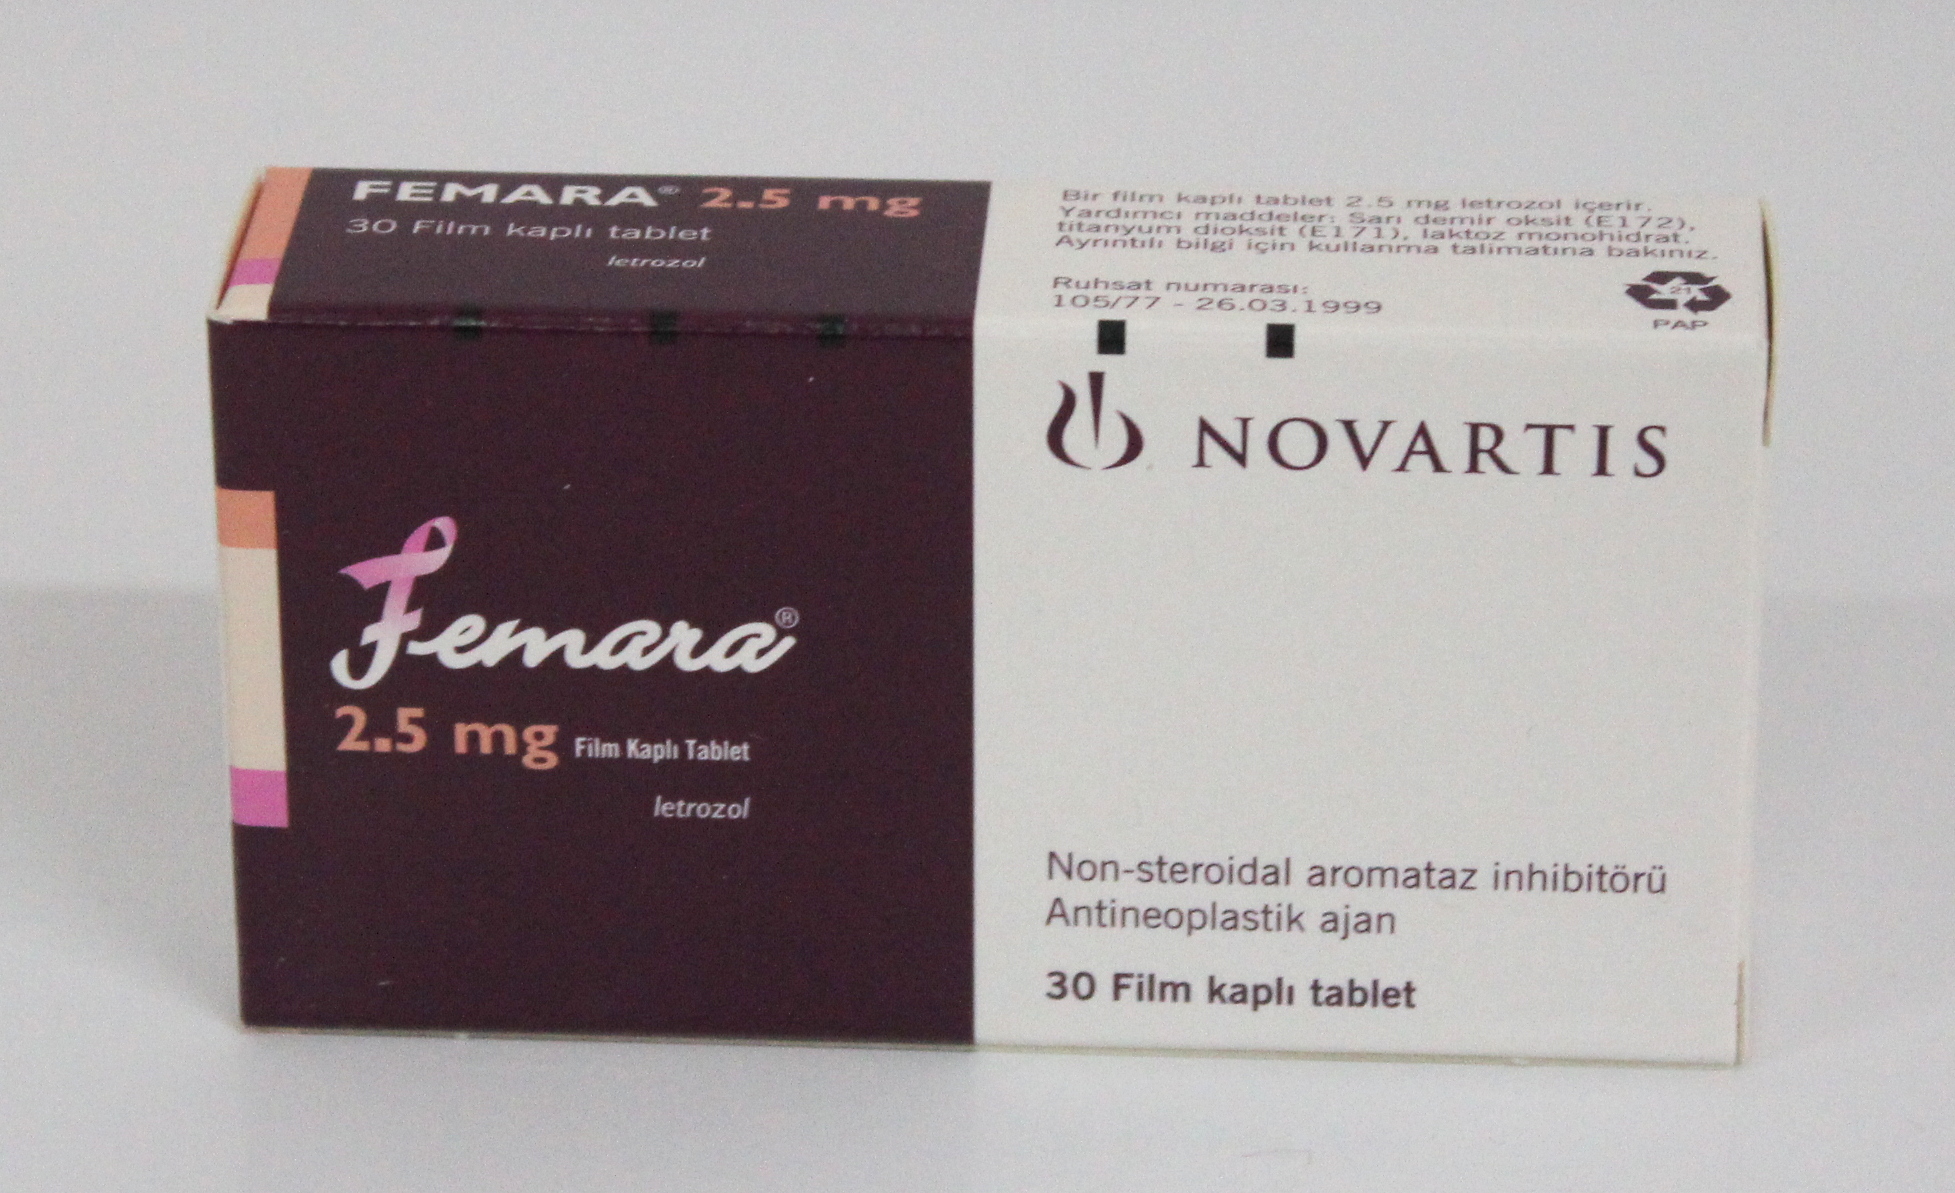 FEMARA® 2.5 mg
30 Film kaplı tablet
letrozol
Bir film kaplı tablet 2.5 mg letrozol içerir.
Yardımcı maddeler: Sarı demir oksit (E172),
titanyum dioksit (E171), laktoz monohidrat.
Ayrıntılı bilgi için kullanma talimatına bakınız.
Ruhsat numarası:
105/77 - 26.03.1999
21
PAP
Femara®
2.5 mg Film Kaplı Tablet
letrozol
NOVARTIS
Non-steroidal aromataz inhibitörü
Antineoplastik ajan
30 Film kaplı tablet